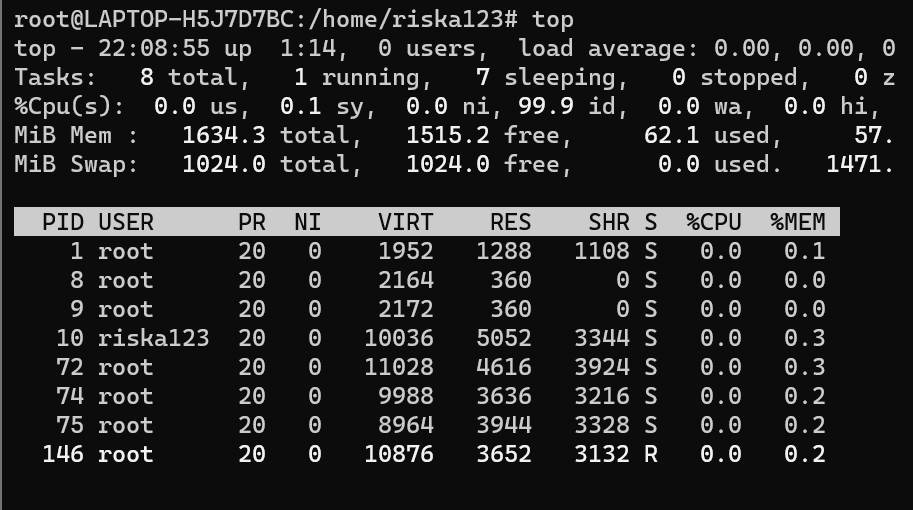 root@LAPTOP-H5J7D7BC:/home/riska123# top
top - 22:08:55 up  1:14,  0 users,  load average: 0.00, 0.00, 0
Tasks:   8 total,   1 running,   7 sleeping,   0 stopped,   0 z
%Cpu(s):  0.0 us,  0.1 sy,  0.0 ni, 99.9 id,  0.0 wa,  0.0 hi,
MiB Mem :   1634.3 total,   1515.2 free,     62.1 used,     57.
MiB Swap:   1024.0 total,   1024.0 free,      0.0 used.   1471.
PID USER      PR  NI    VIRT    RES    SHR S  %CPU  %MEM
1 root      20   0    1952   1288   1108 S   0.0   0.1
8 root      20   0    2164    360      0 S   0.0   0.0
9 root      20   0    2172    360      0 S   0.0   0.0
10 riska123  20   0   10036   5052   3344 S   0.0   0.3
72 root      20   0   11028   4616   3924 S   0.0   0.3
74 root      20   0    9988   3636   3216 S   0.0   0.2
75 root      20   0    8964   3944   3328 S   0.0   0.2
146 root      20   0   10876   3652   3132 R   0.0   0.2